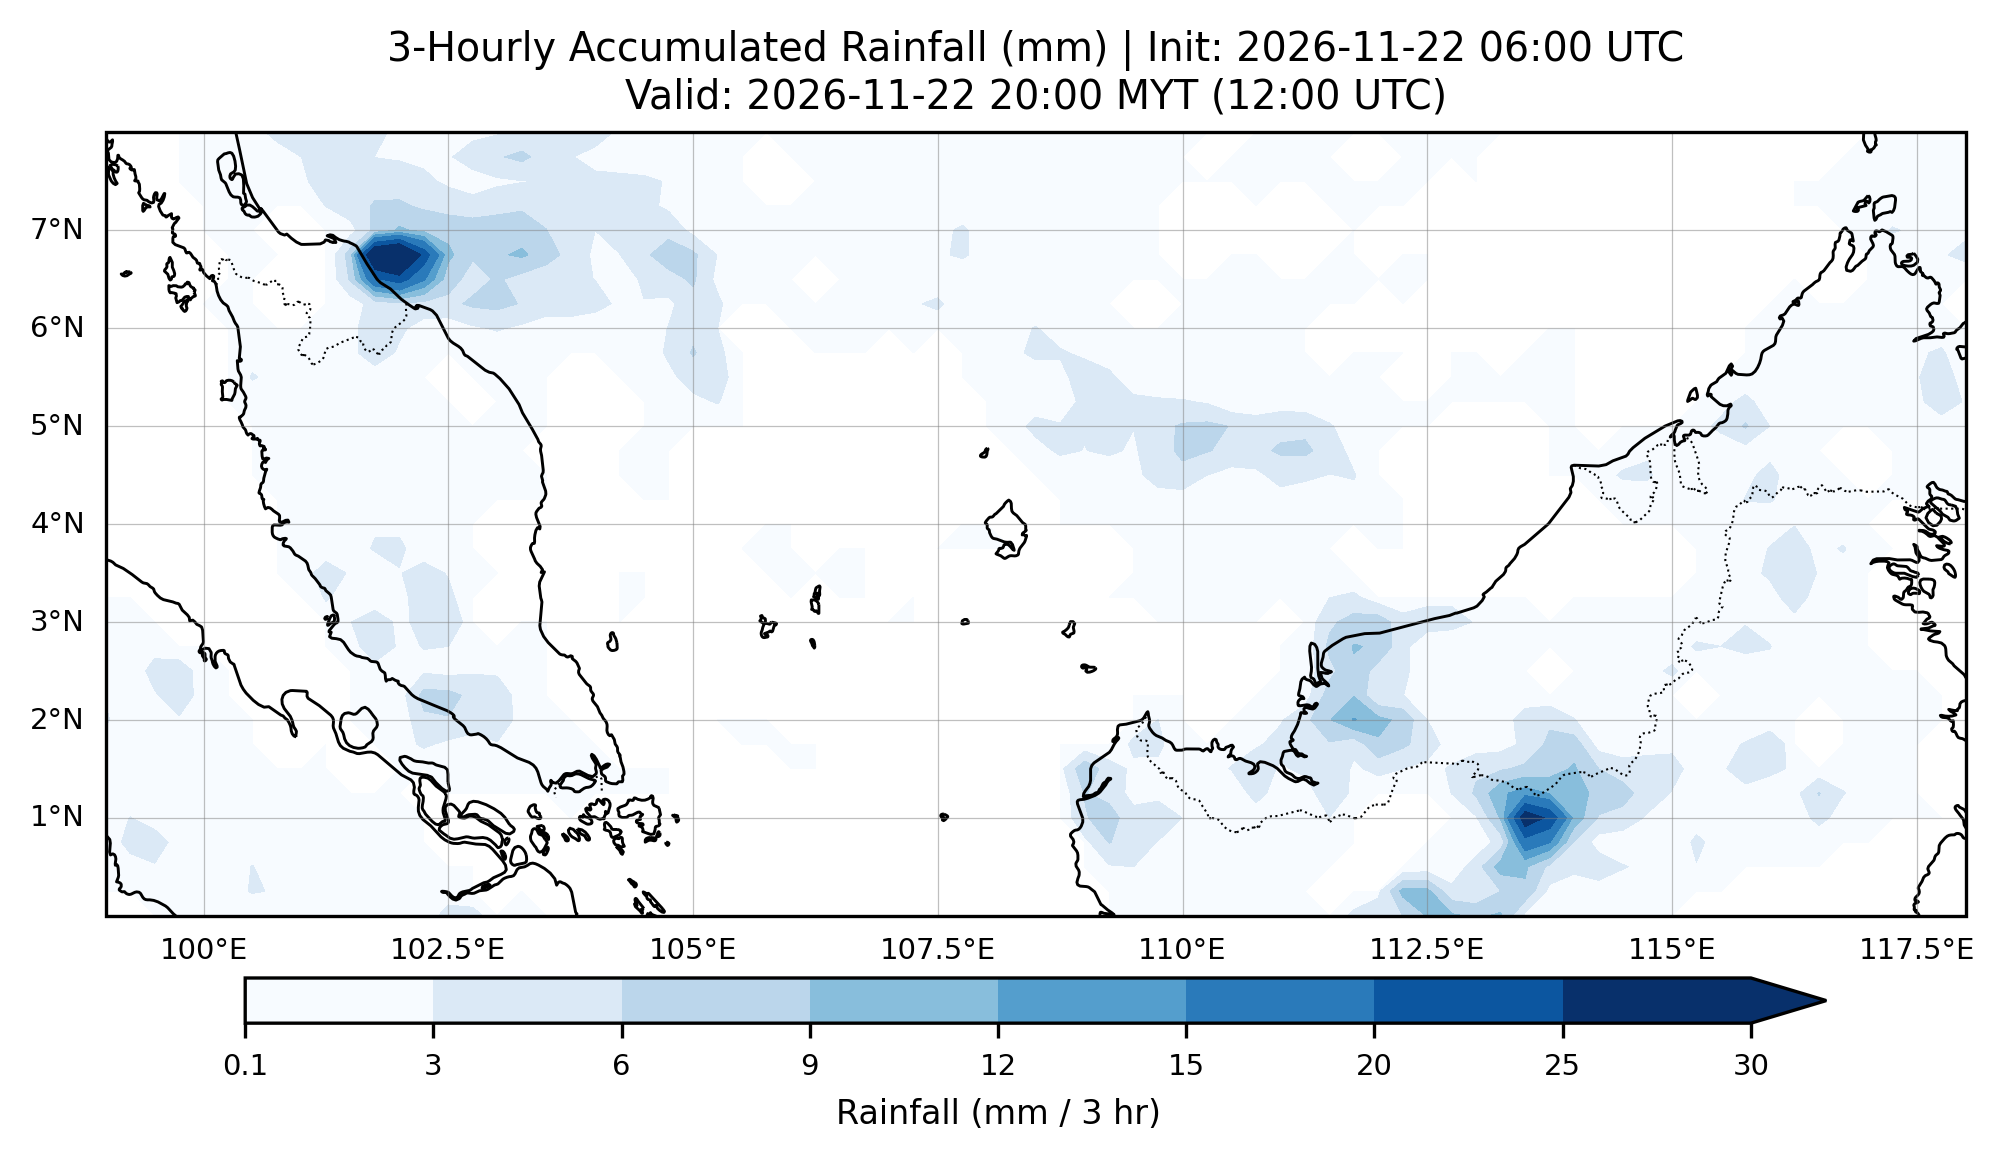 3-Hourly Accumulated Rainfall (mm) | Init: 2026-11-22 06:00 UTC
Valid: 2026-11-22 20:00 MYT (12:00 UTC)
7°N
6°N
5°N
4°N
3°N
2°N
1°N
100°E 102.5°E 105°E 107.5°E 110°E 112.5°E 115°E 117.5°E
0.1 3 6 9 12 15 20 25 30
Rainfall (mm / 3 hr)